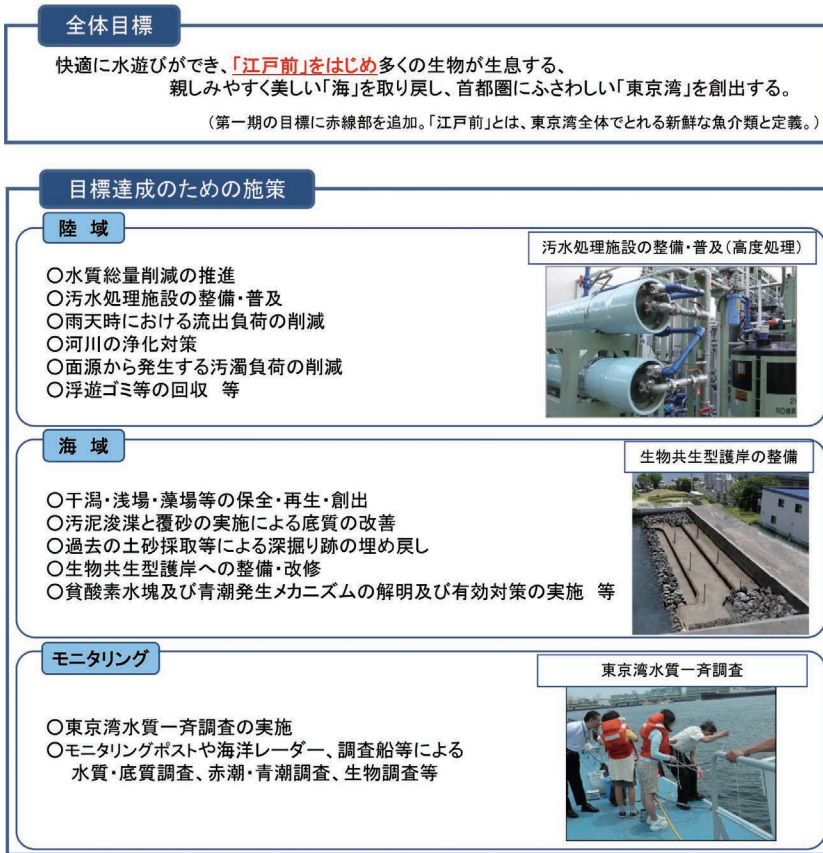 全体目標
快適に水遊びができ、「江戸前」をはじめ多くの生物が生息する、
親しみやすく美しい「海」を取り戻し、首都圏にふさわしい「東京湾」を創出する。
（第一期の目標に赤線部を追加。「江戸前」とは、東京湾全体でとれる新鮮な魚介類と定義。）
目標達成のための施策
陸 域
汚水処理施設の整備・普及（高度処理）
○水質総量削減の推進
○汚水処理施設の整備・普及
○雨天時における流出負荷の削減
○河川の浄化対策
○面源から発生する汚濁負荷の削減
○浮遊ゴミ等の回収 等
海 域
生物共生型護岸の整備
○干潟・浅場・藻場等の保全・再生・創出
○汚泥浚渫と覆砂の実施による底質の改善
○過去の土砂採取等による深掘り跡の埋め戻し
○生物共生型護岸への整備・改修
○貧酸素水塊及び青潮発生メカニズムの解明及び有効対策の実施 等
モニタリング
東京湾水質一斉調査
○東京湾水質一斉調査の実施
○モニタリングポストや海洋レーダー、調査船等による
水質・底質調査、赤潮・青潮調査、生物調査等